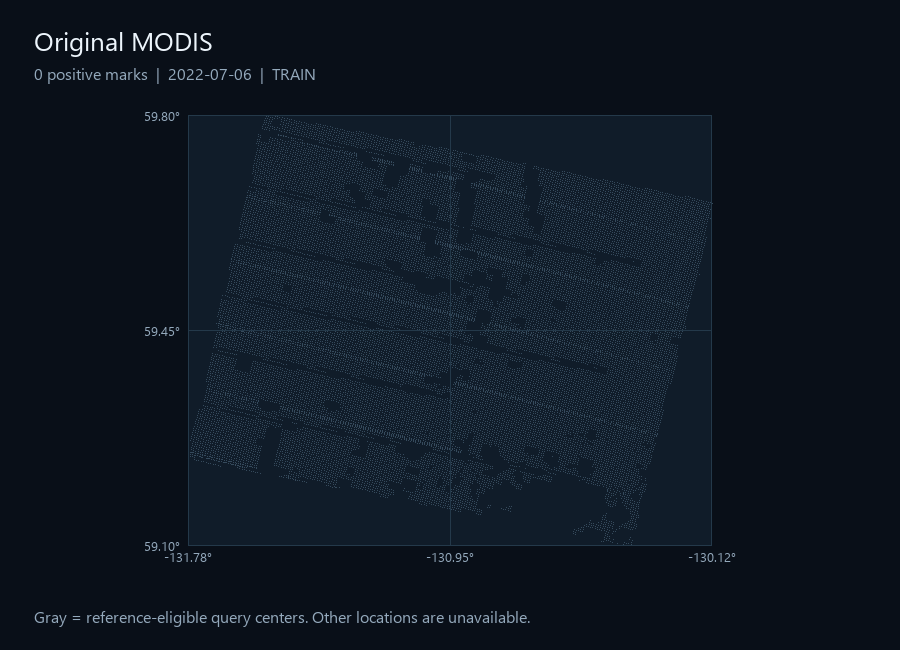 Original MODIS
0 positive marks | 2022-07-06 | TRAIN
59.80°
59.45°
59.10°
-131.78°
-130.95°
-130.12°
Gray = reference-eligible query centers. Other locations are unavailable.